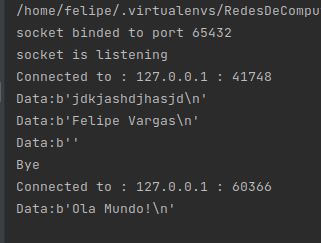 /home/felipe/.virtualenvs/RedesDeCompu
socket binded to port 65432
socket is listening
Connected to : 127.0.0.1 : 41748
Data:b'jdkjashdjhasjd\n'
Data:b'Felipe Vargas\n'
Data:b''
Bye
Connected to : 127.0.0.1 : 60366
Data:b'Ola Mundo!\n'